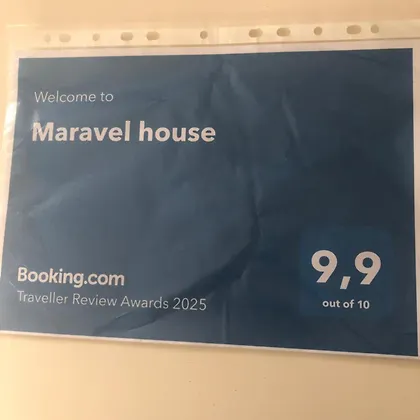 Welcome to
Maravel house
Booking.com
Traveller Review Awards 2025
9,9
out of 10